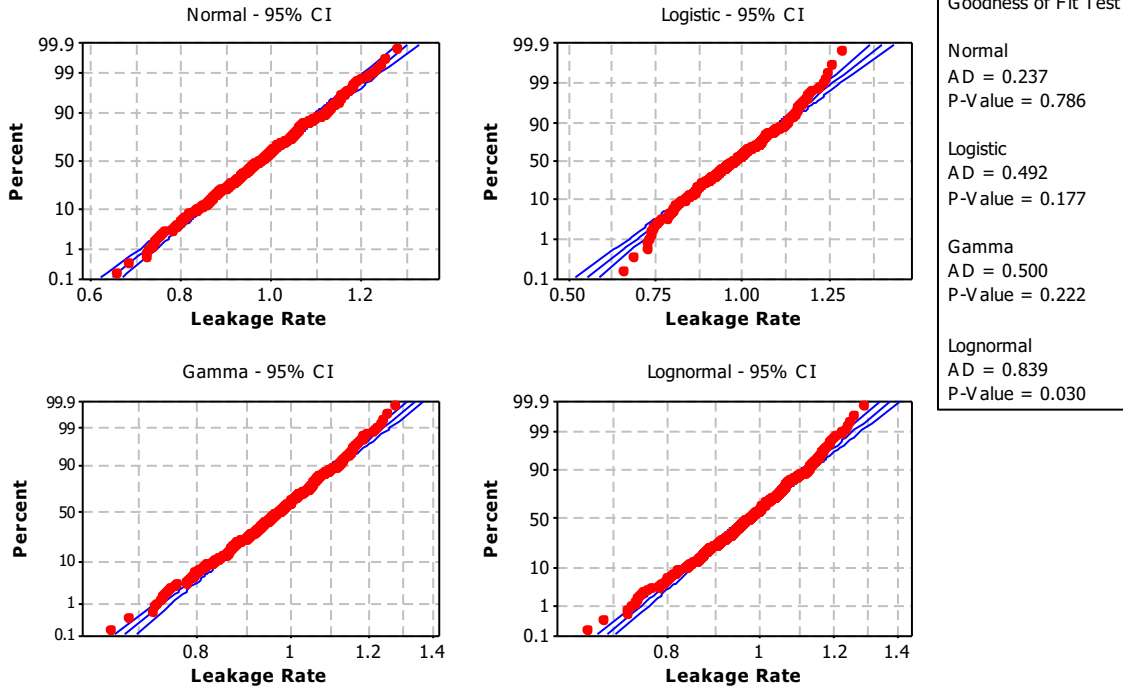 Normal - 95% CI
99.9
99
90
50
10
1
0.1
Percent
0.6 0.8 1.0 1.2
Leakage Rate
Logistic - 95% CI
99.9
99
90
50
10
1
0.1
Percent
0.50 0.75 1.00 1.25
Leakage Rate
Gamma - 95% CI
99.9
99
90
50
10
1
0.1
Percent
0.8 1 1.2 1.4
Leakage Rate
Lognormal - 95% CI
99.9
99
90
50
10
1
0.1
Percent
0.8 1 1.2 1.4
Leakage Rate
Goodness of Fit Test
Normal
AD = 0.237
P-Value = 0.786
Logistic
AD = 0.492
P-Value = 0.177
Gamma
AD = 0.500
P-Value = 0.222
Lognormal
AD = 0.839
P-Value = 0.030